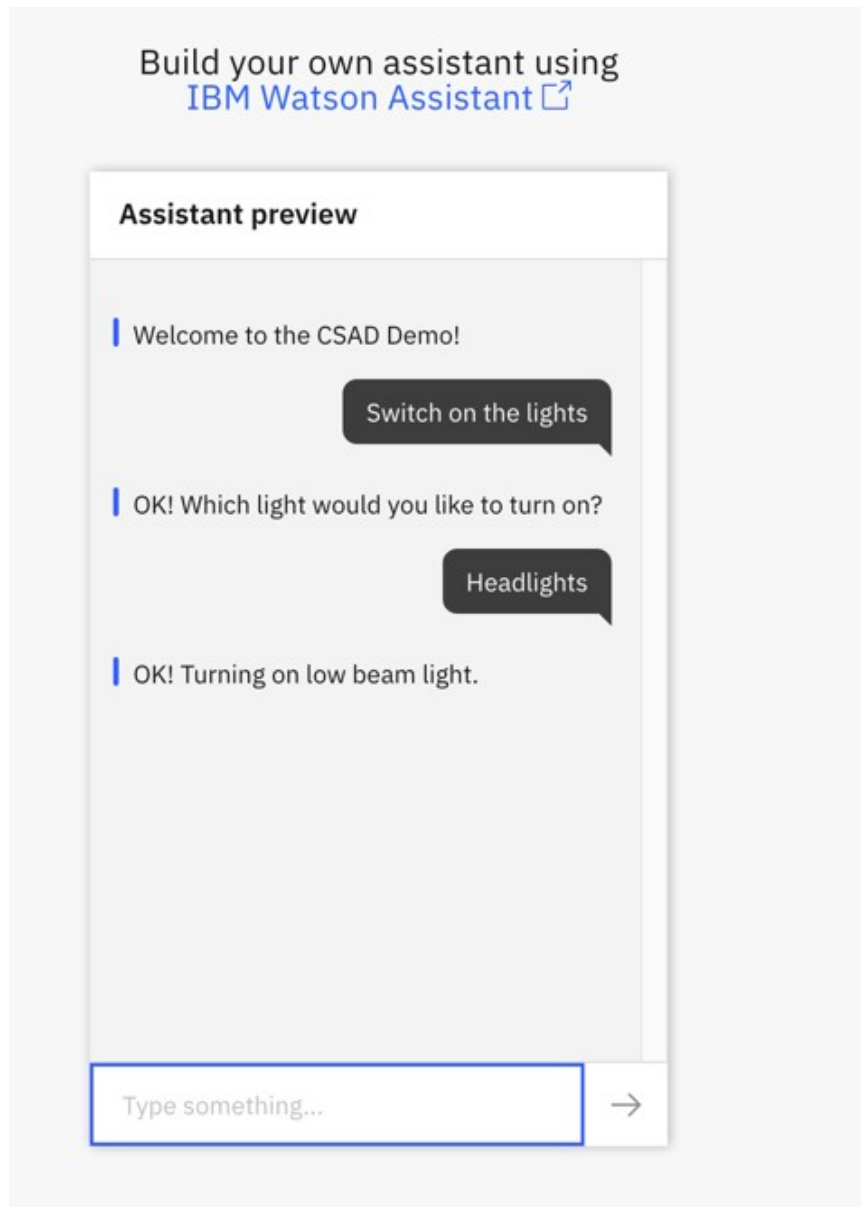 Build your own assistant using
IBM Watson Assistant
Assistant preview
Welcome to the CSAD Demo!
Switch on the lights
OK! Which light would you like to turn on?
Headlights
OK! Turning on low beam light.
Type something...